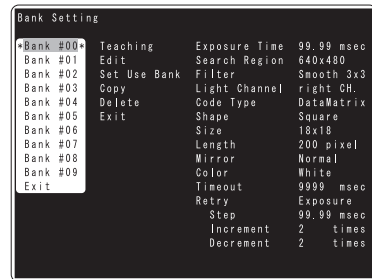 Bank Setting
*Bank #00* Teaching Exposure Time 99.99 msec
Bank #01 Edit Search Region 640x480
Bank #02 Set Use Bank Filter Smooth 3x3
Bank #03 Copy Light Channel right CH.
Bank #04 Delete Code Type DataMatrix
Bank #05 Exit Shape Square
Bank #06 Size 18x18
Bank #07 Length 200 pixel
Bank #08 Mirror Normal
Bank #09 Color White
Exit Timeout 9999 msec
Retry Exposure
Step 99.99 msec
Increment 2 times
Decrement 2 times